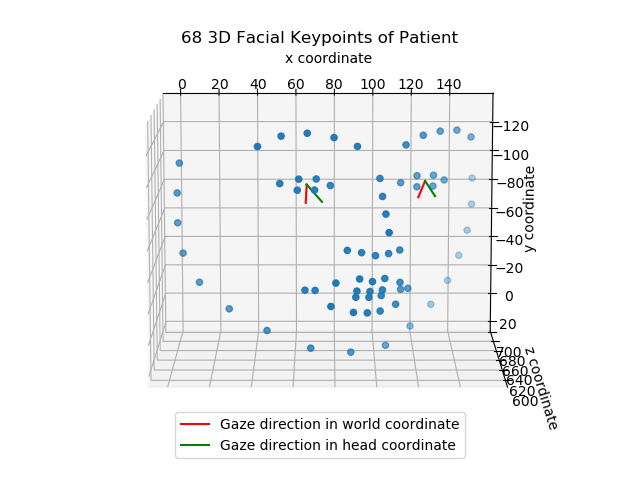 68 3D Facial Keypoints of Patient
x coordinate
0 20 40 60 80 100 120 140
−120
−100
−80
−60
−40
−20
0
20
y coordinate
700
680
660
640
620
600
z coordinate
Gaze direction in world coordinate
Gaze direction in head coordinate